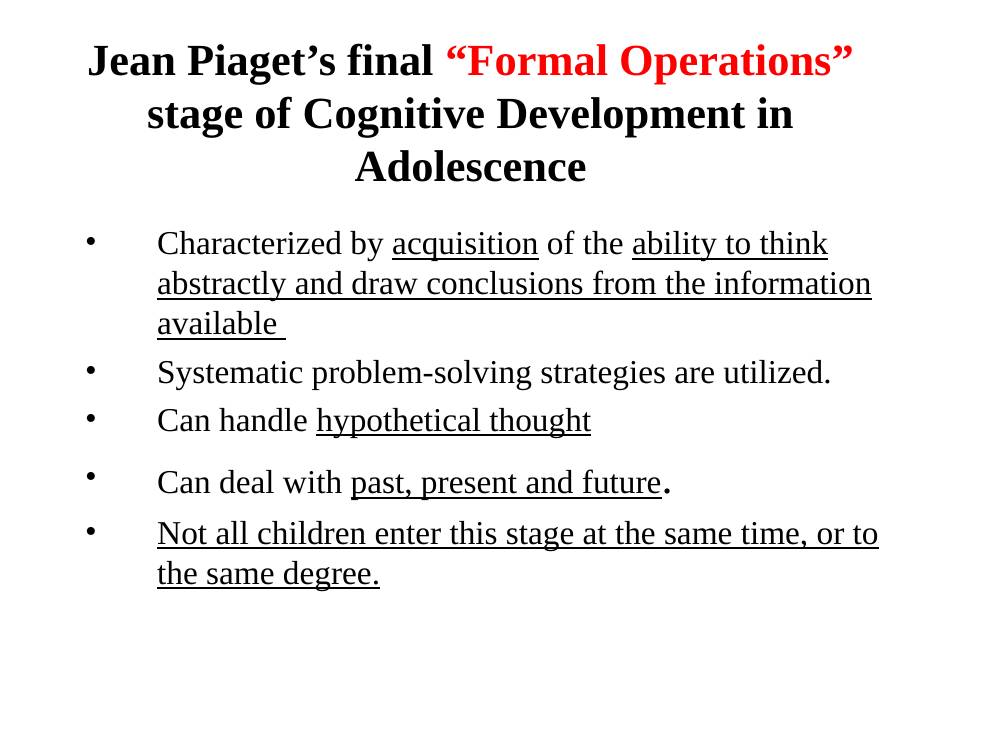 Jean Piaget’s final “Formal Operations”
stage of Cognitive Development in
Adolescence
• Characterized by acquisition of the ability to think
abstractly and draw conclusions from the information
available
• Systematic problem-solving strategies are utilized.
• Can handle hypothetical thought
• Can deal with past, present and future.
• Not all children enter this stage at the same time, or to
the same degree.